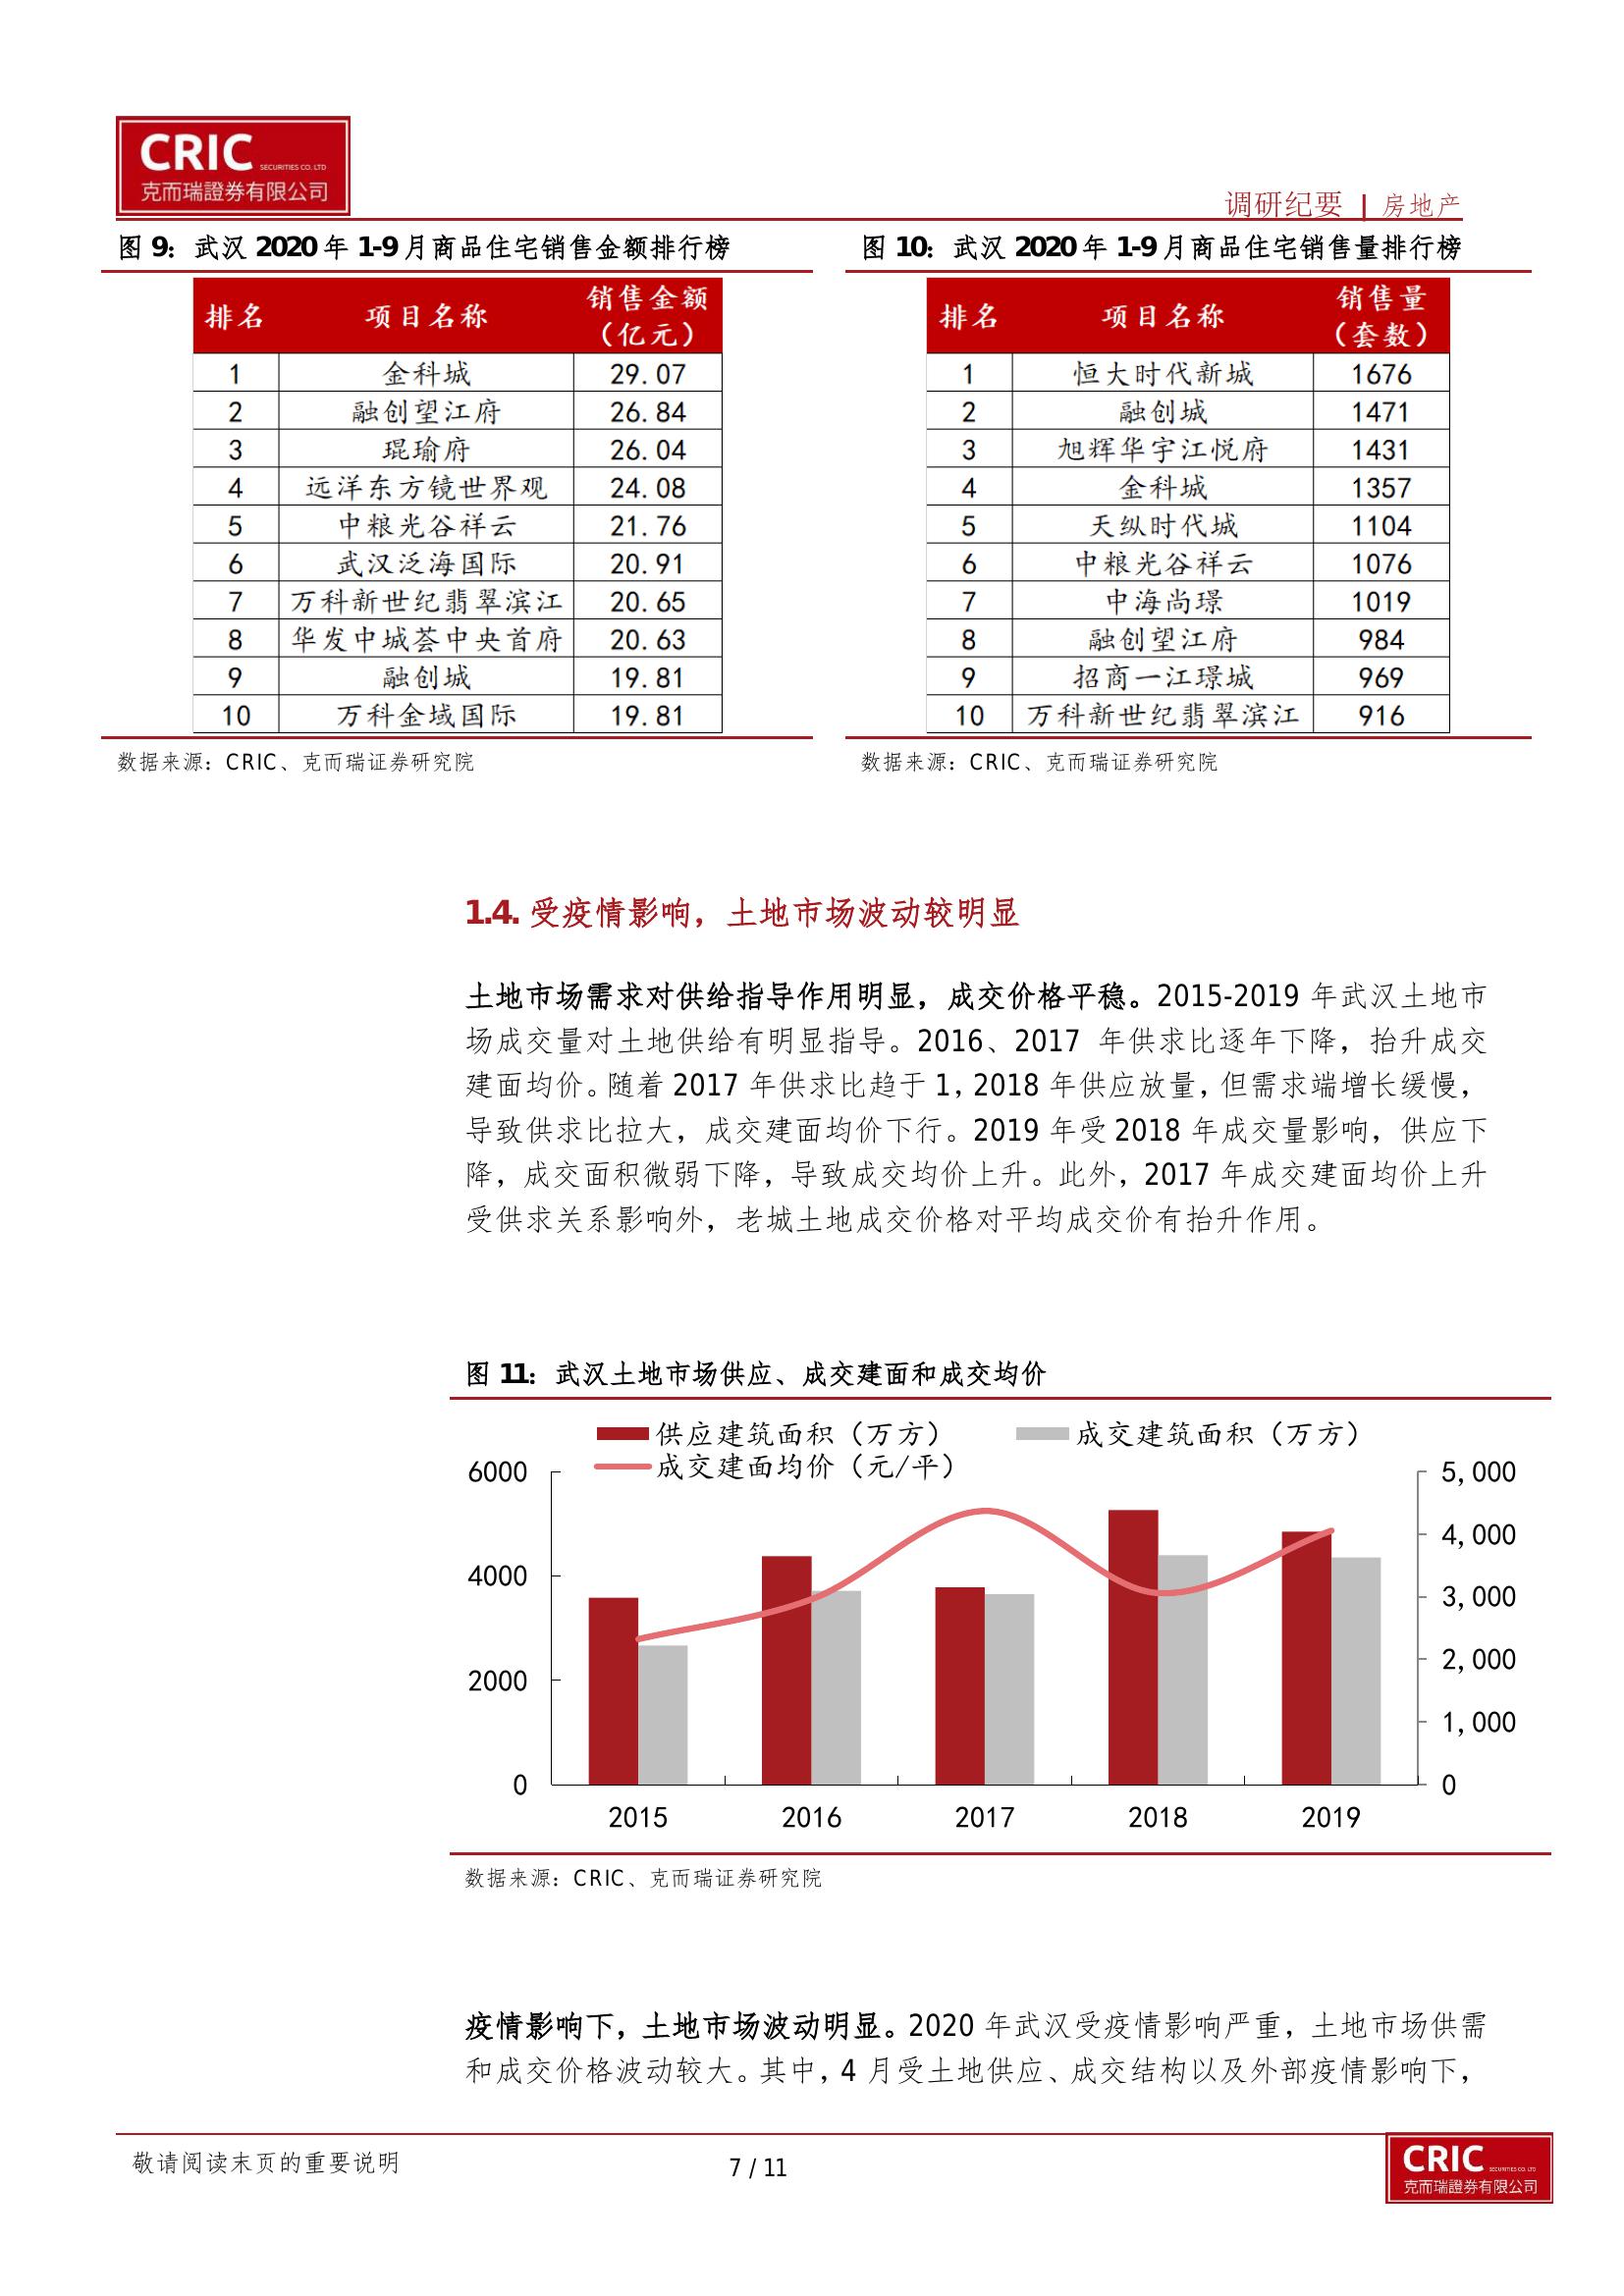 CRIC SECURITIES CO. LTD
克而瑞證券有限公司
调研纪要 | 房地产
图 9: 武汉 2020 年 1-9 月商品住宅销售金额排行榜
排名 项目名称 销售金额（亿元）
1 金科城 29.07
2 融创望江府 26.84
3 琨瑜府 26.04
4 远洋东方镜世界观 24.08
5 中粮光谷祥云 21.76
6 武汉泛海国际 20.91
7 万科新世纪翡翠滨江 20.65
8 华发中城荟中央首府 20.63
9 融创城 19.81
10 万科金域国际 19.81
数据来源：CRIC、克而瑞证券研究院
图 10: 武汉 2020 年 1-9 月商品住宅销售量排行榜
排名 项目名称 销售量（套数）
1 恒大时代新城 1676
2 融创城 1471
3 旭辉华宇江悦府 1431
4 金科城 1357
5 天纵时代城 1104
6 中粮光谷祥云 1076
7 中海尚璟 1019
8 融创望江府 984
9 招商一江璟城 969
10 万科新世纪翡翠滨江 916
数据来源：CRIC、克而瑞证券研究院
1.4. 受疫情影响，土地市场波动较明显
土地市场需求对供给指导作用明显，成交价格平稳。2015-2019 年武汉土地市
场成交量对土地供给有明显指导。2016、2017 年供求比逐年下降，抬升成交
建面均价。随着 2017 年供求比趋于 1，2018 年供应放量，但需求端增长缓慢，
导致供求比拉大，成交建面均价下行。2019 年受 2018 年成交量影响，供应下
降，成交面积微弱下降，导致成交均价上升。此外，2017 年成交建面均价上升
受供求关系影响外，老城土地成交价格对平均成交价有抬升作用。
图 11: 武汉土地市场供应、成交建面和成交均价
供应建筑面积（万方） 成交建筑面积（万方）
成交建面均价（元/平）
6000 5,000
4,000
4000 3,000
2000 2,000
1,000
0 0
2015 2016 2017 2018 2019
数据来源：CRIC、克而瑞证券研究院
疫情影响下，土地市场波动明显。2020 年武汉受疫情影响严重，土地市场供需
和成交价格波动较大。其中，4 月受土地供应、成交结构以及外部疫情影响下，
敬请阅读末页的重要说明 7 / 11
CRIC SECURITIES CO. LTD
克而瑞證券有限公司